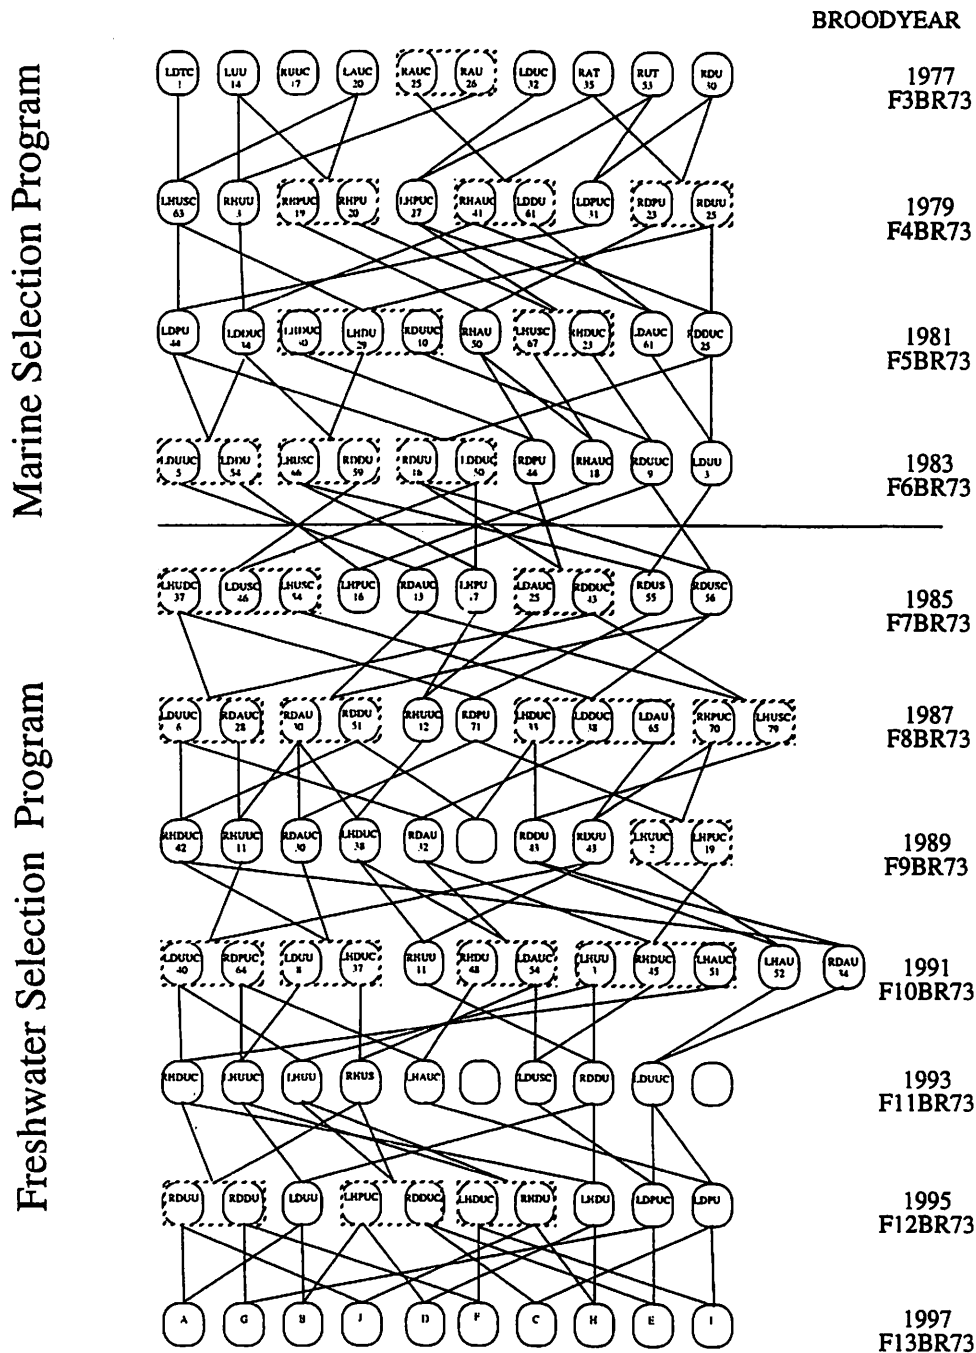 BROODYEAR
Marine Selection Program
Freshwater Selection Program
LDTC 1 LUU 14 RUUC 17 LAUC 20 RAUC 25 RAU 26 LDUC 32 RAT 35 RUT 53 RDU 30
1977
F3BR73
LHUSC 63 RHUU 3 RHPUC 19 RHPU 20 LHPUC 27 RHAUC 41 LDDU 61 LDPUC 31 RDPU 23 RDUU 25
1979
F4BR73
LDPU 44 LDDUC 34 LHDU 29 RDUUC 10 RHAU 50 LHUSC 67 RHDUC 23 LDAUC 61 RDDUC 25
1981
F5BR73
LDUUC 5 LDHU 54 LHUSC 66 RDDU 59 RDUU 16 LDDUC 50 RDPU 44 RHAUC 18 RDUUC 9 LDUU 3
1983
F6BR73
LHUDC 37 LDUSC 46 LHUSC 54 LHPUC 16 RDAUC 13 LHPU 17 LDAUC 25 RDDUC 43 RDUS 55 RDUSC 56
1985
F7BR73
LDUUC 6 RDAUC 28 RDAU 30 RDDU 51 RHUUC 12 RDPU 71 LHDUC 33 LDDUC 38 LDAU 65 RHPUC 70 LHUSC 79
1987
F8BR73
RHDUC 42 RHUUC 11 RDAUC 30 LHDUC 38 RDAU 32 RDDU 43 RDUU 43 LHUUC 2 LHPUC 19
1989
F9BR73
LDUUC 40 RDPUC 64 LDUU 8 LHDUC 37 RHUU 11 RHDU 48 LDAUC 54 LHUU 3 RHDUC 45 LHAUC 51 LHAU 52 RDAU 34
1991
F10BR73
RHDUC LHUUC LHUU RHUS LHAUC LDUSC RDDU LDUUC
1993
F11BR73
RDUU RDDU LDUU LHPUC RDDUC LHDUC RHDU LHDU LDPUC LDPU
1995
F12BR73
A G B J D F C H E I
1997
F13BR73